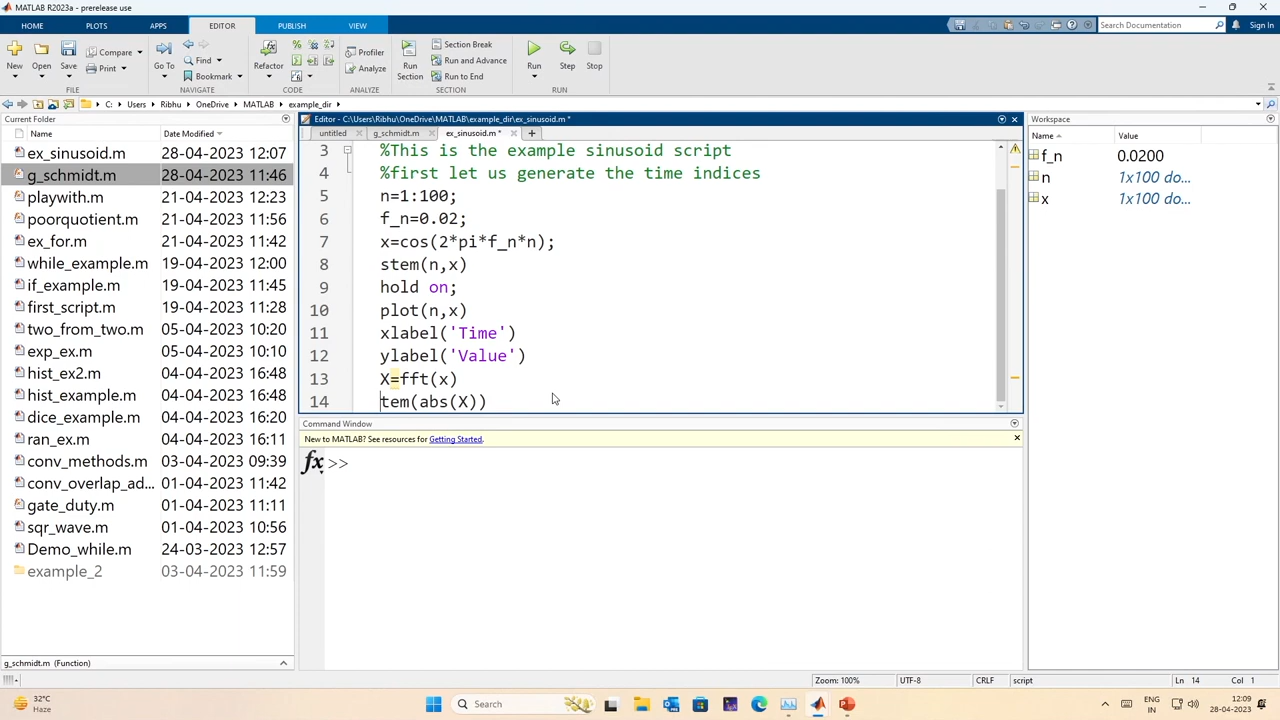 MATLAB R2023a - prerelease use
HOME PLOTS APPS EDITOR PUBLISH VIEW Search Documentation Sign In
New Open Save Compare Print Go To Find Bookmark Refactor Profiler Analyze Run Section Section Break Run and Advance Run to End Run Step Stop
FILE NAVIGATE CODE ANALYZE SECTION RUN
C: Users Ribhu OneDrive MATLAB example_dir
Current Folder
Name Date Modified
ex_sinusoid.m 28-04-2023 12:07
g_schmidt.m 28-04-2023 11:46
playwith.m 21-04-2023 12:23
poorquotient.m 21-04-2023 11:56
ex_for.m 21-04-2023 11:42
while_example.m 19-04-2023 12:00
if_example.m 19-04-2023 11:45
first_script.m 19-04-2023 11:28
two_from_two.m 05-04-2023 10:20
exp_ex.m 05-04-2023 10:10
hist_ex2.m 04-04-2023 16:48
hist_example.m 04-04-2023 16:48
dice_example.m 04-04-2023 16:20
ran_ex.m 04-04-2023 16:11
conv_methods.m 03-04-2023 09:39
conv_overlap_ad... 01-04-2023 11:42
gate_duty.m 01-04-2023 11:11
sqr_wave.m 01-04-2023 10:56
Demo_while.m 24-03-2023 12:57
example_2 03-04-2023 11:59
g_schmidt.m (Function)
Editor - C:\Users\Ribhu\OneDrive\MATLAB\example_dir\ex_sinusoid.m *
untitled g_schmidt.m ex_sinusoid.m *
3 %This is the example sinusoid script
4 %first let us generate the time indices
5 n=1:100;
6 f_n=0.02;
7 x=cos(2*pi*f_n*n);
8 stem(n,x)
9 hold on;
10 plot(n,x)
11 xlabel('Time')
12 ylabel('Value')
13 X=fft(x)
14 tem(abs(X))
Command Window
New to MATLAB? See resources for Getting Started.
fx >>
Workspace
Name Value
f_n 0.0200
n 1x100 do...
x 1x100 do...
Zoom: 100% UTF-8 CRLF script Ln 14 Col 1
32°C
Haze
Search
ENG
IN
12:09
28-04-2023